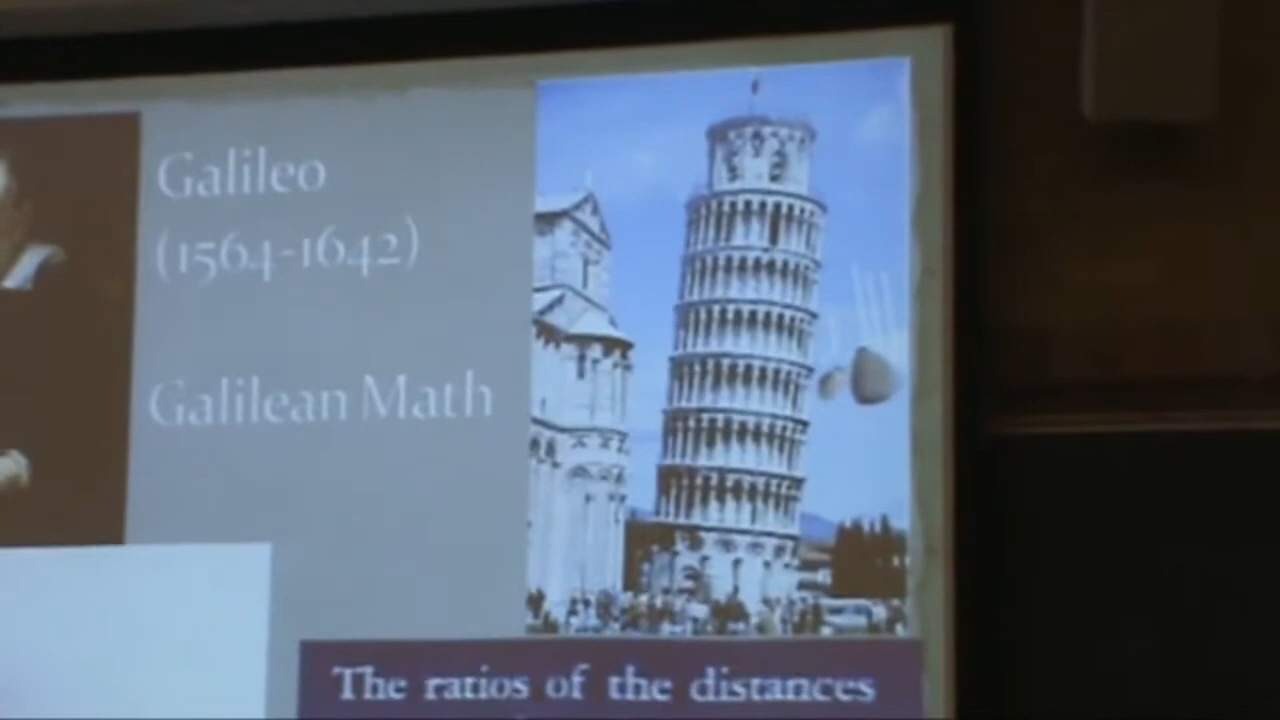 Galileo
(1564-1642)
Galilean Math
The ratios of the distances